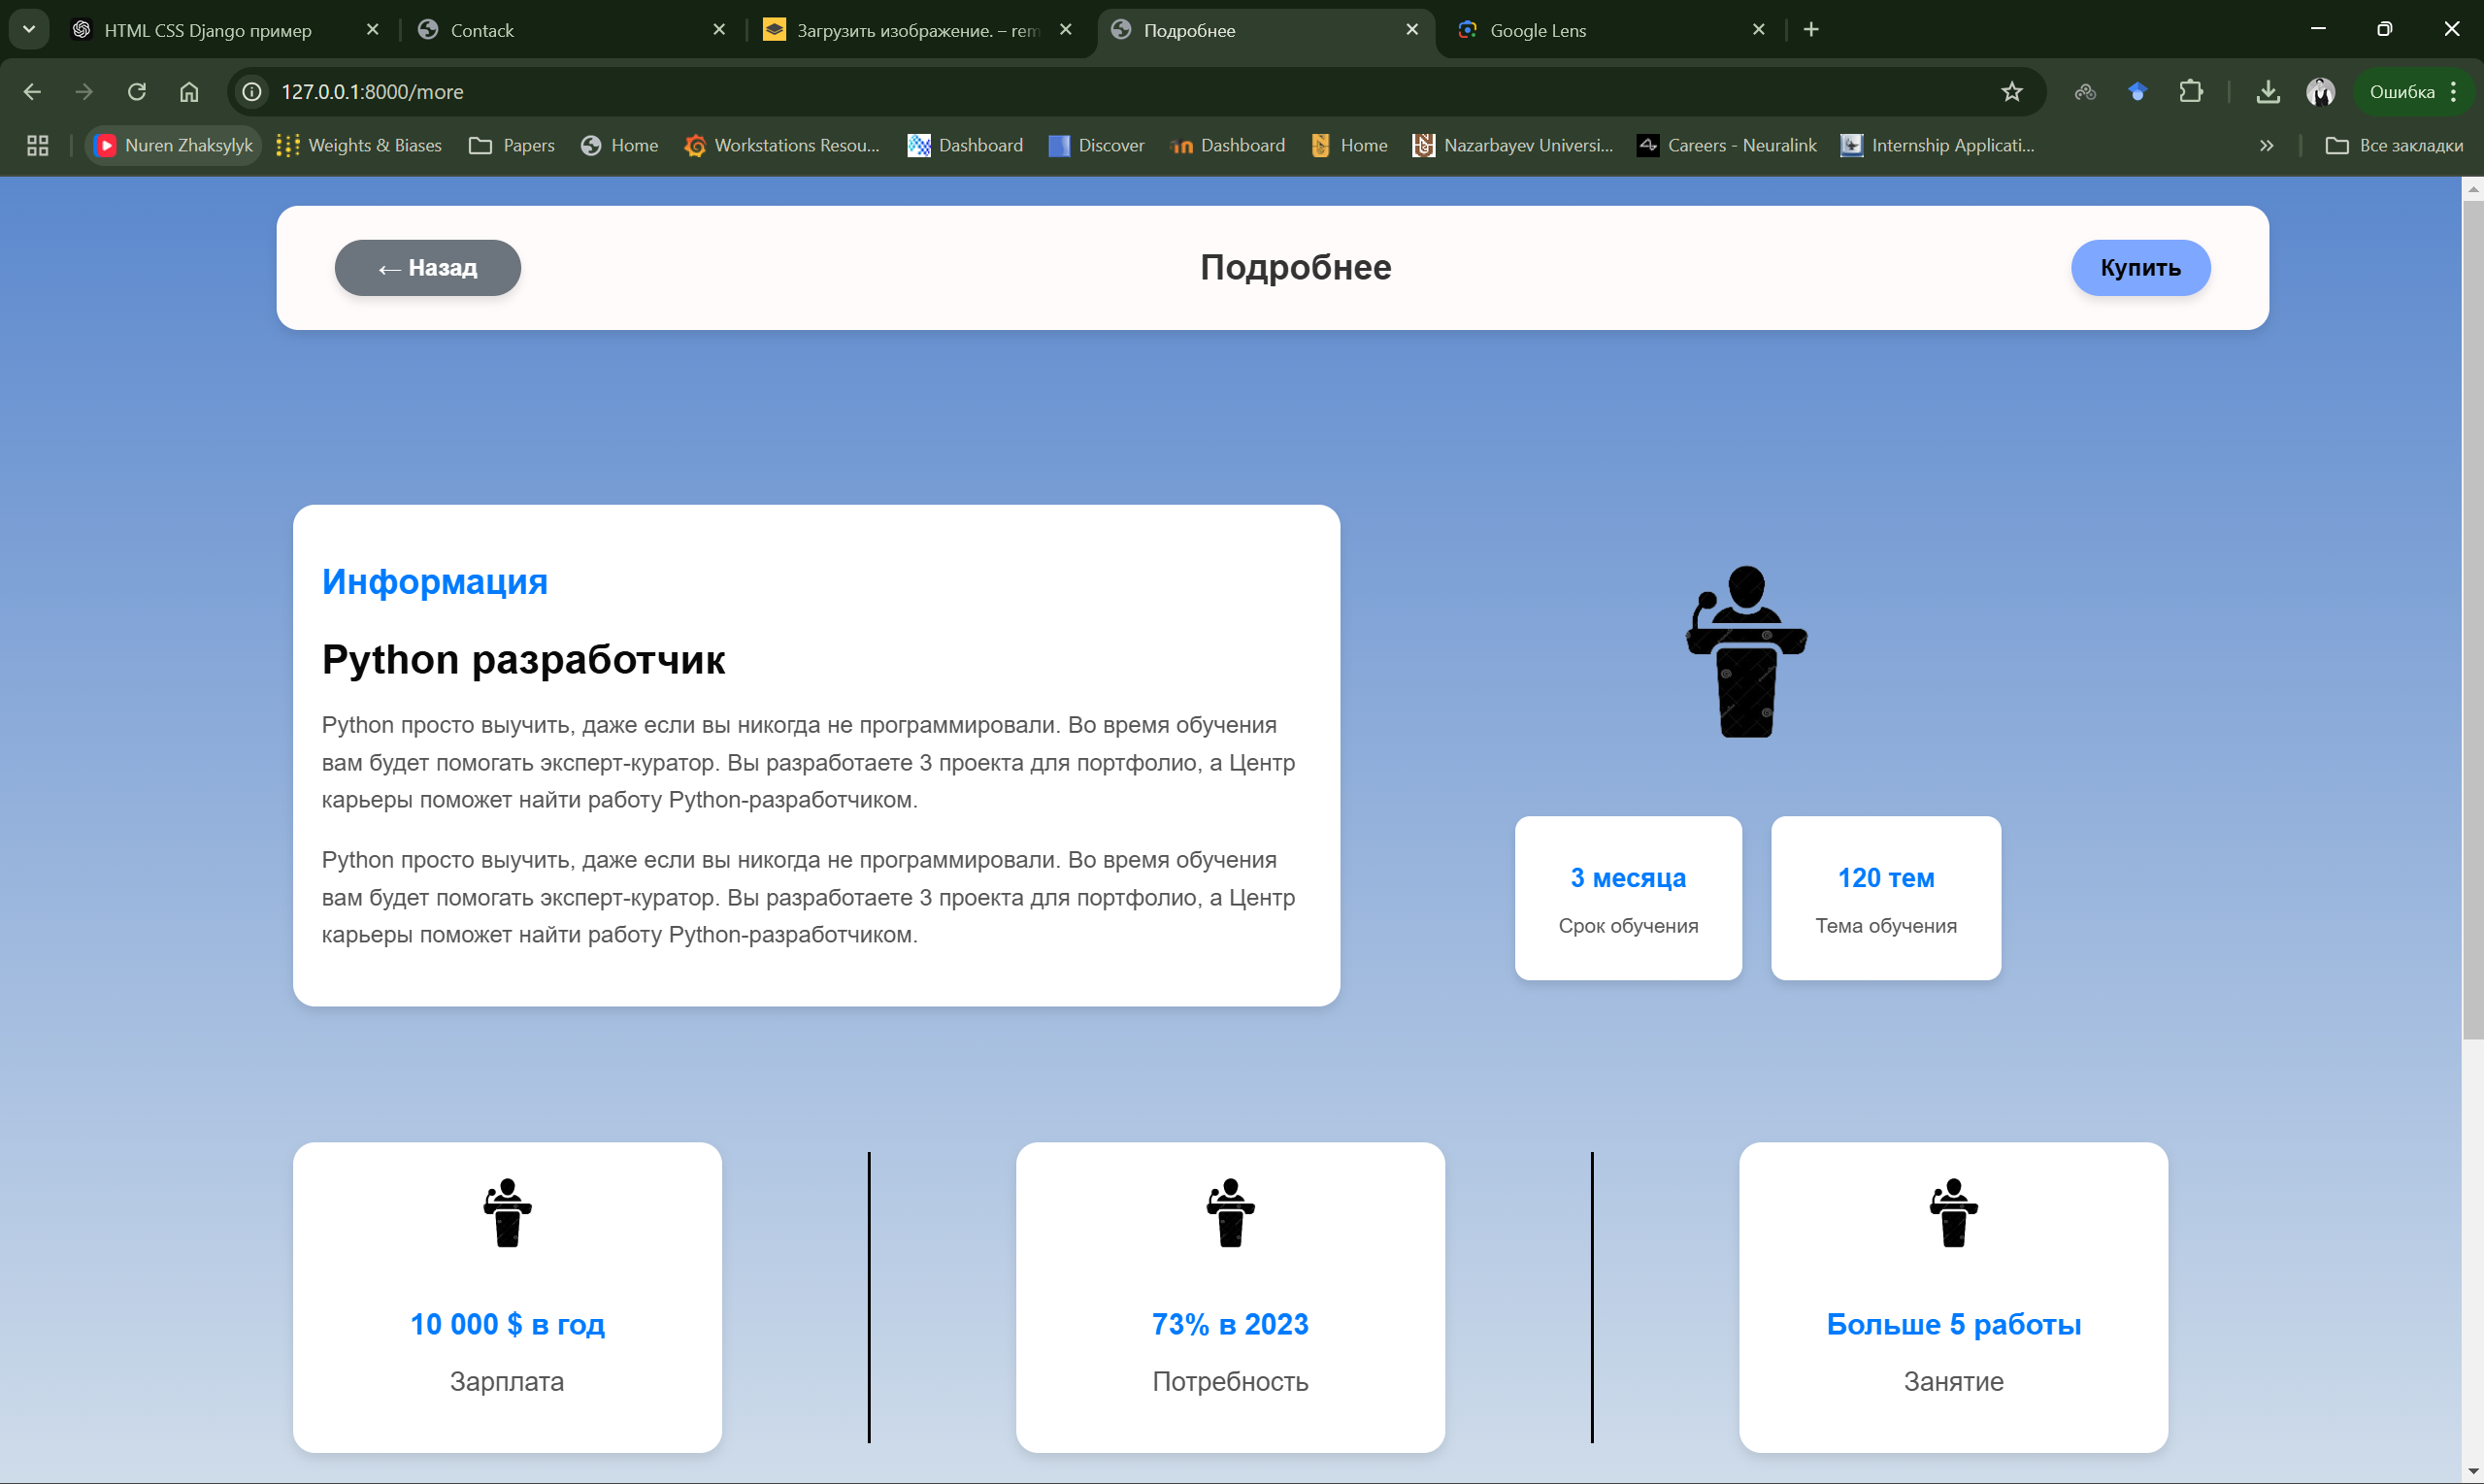 HTML CSS Django пример
Contack
Загрузить изображение. – rem
Подробнее
Google Lens
127.0.0.1:8000/more
Ошибка
Nuren Zhaksylyk
Weights & Biases
Papers
Home
Workstations Resou...
Dashboard
Discover
Dashboard
Home
Nazarbayev Universi...
Careers - Neuralink
Internship Applicati...
Все закладки
← Назад
Подробнее
Купить
Информация
Python разработчик
Python просто выучить, даже если вы никогда не программировали. Во время обучения
вам будет помогать эксперт-куратор. Вы разработаете 3 проекта для портфолио, а Центр
карьеры поможет найти работу Python-разработчиком.
Python просто выучить, даже если вы никогда не программировали. Во время обучения
вам будет помогать эксперт-куратор. Вы разработаете 3 проекта для портфолио, а Центр
карьеры поможет найти работу Python-разработчиком.
3 месяца
Срок обучения
120 тем
Тема обучения
10 000 $ в год
Зарплата
73% в 2023
Потребность
Больше 5 работы
Занятие